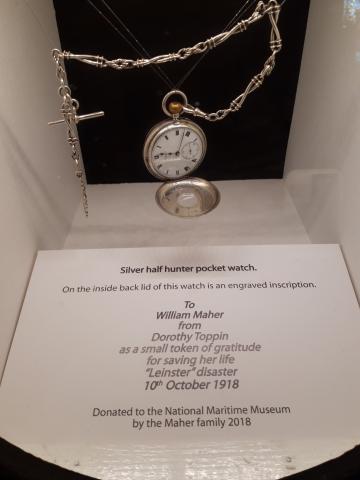 Silver half hunter pocket watch.
On the inside back lid of this watch is an engraved inscription.
To
William Maher
from
Dorothy Toppin
as a small token of gratitude
for saving her life
"Leinster" disaster
10th October 1918
Donated to the National Maritime Museum
by the Maher family 2018